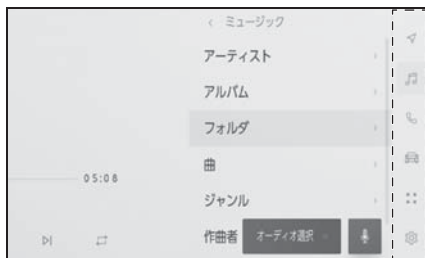 ミュージック
アーティスト
アルバム
フォルダ
曲
05:08
ジャンル
作曲者
オーディオ選択